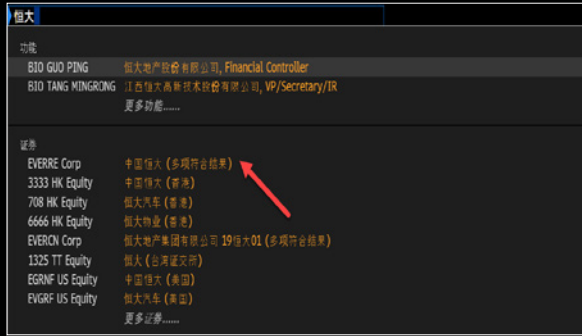 恒大
功能
BIO GUO PING 恒大地产股份有限公司, Financial Controller
BIO TANG MINGRONG 江西恒大高新技术股份有限公司, VP/Secretary/IR
更多功能......
证券
EVERRE Corp 中国恒大 (多项符合结果)
3333 HK Equity 中国恒大 (香港)
708 HK Equity 恒大汽车 (香港)
6666 HK Equity 恒大物业 (香港)
EVERCN Corp 恒大地产集团有限公司 19恒大01 (多项符合结果)
1325 TT Equity 恒大 (台湾证交所)
EGRNF US Equity 中国恒大 (美国)
EVGRF US Equity 恒大汽车 (美国)
更多证券......